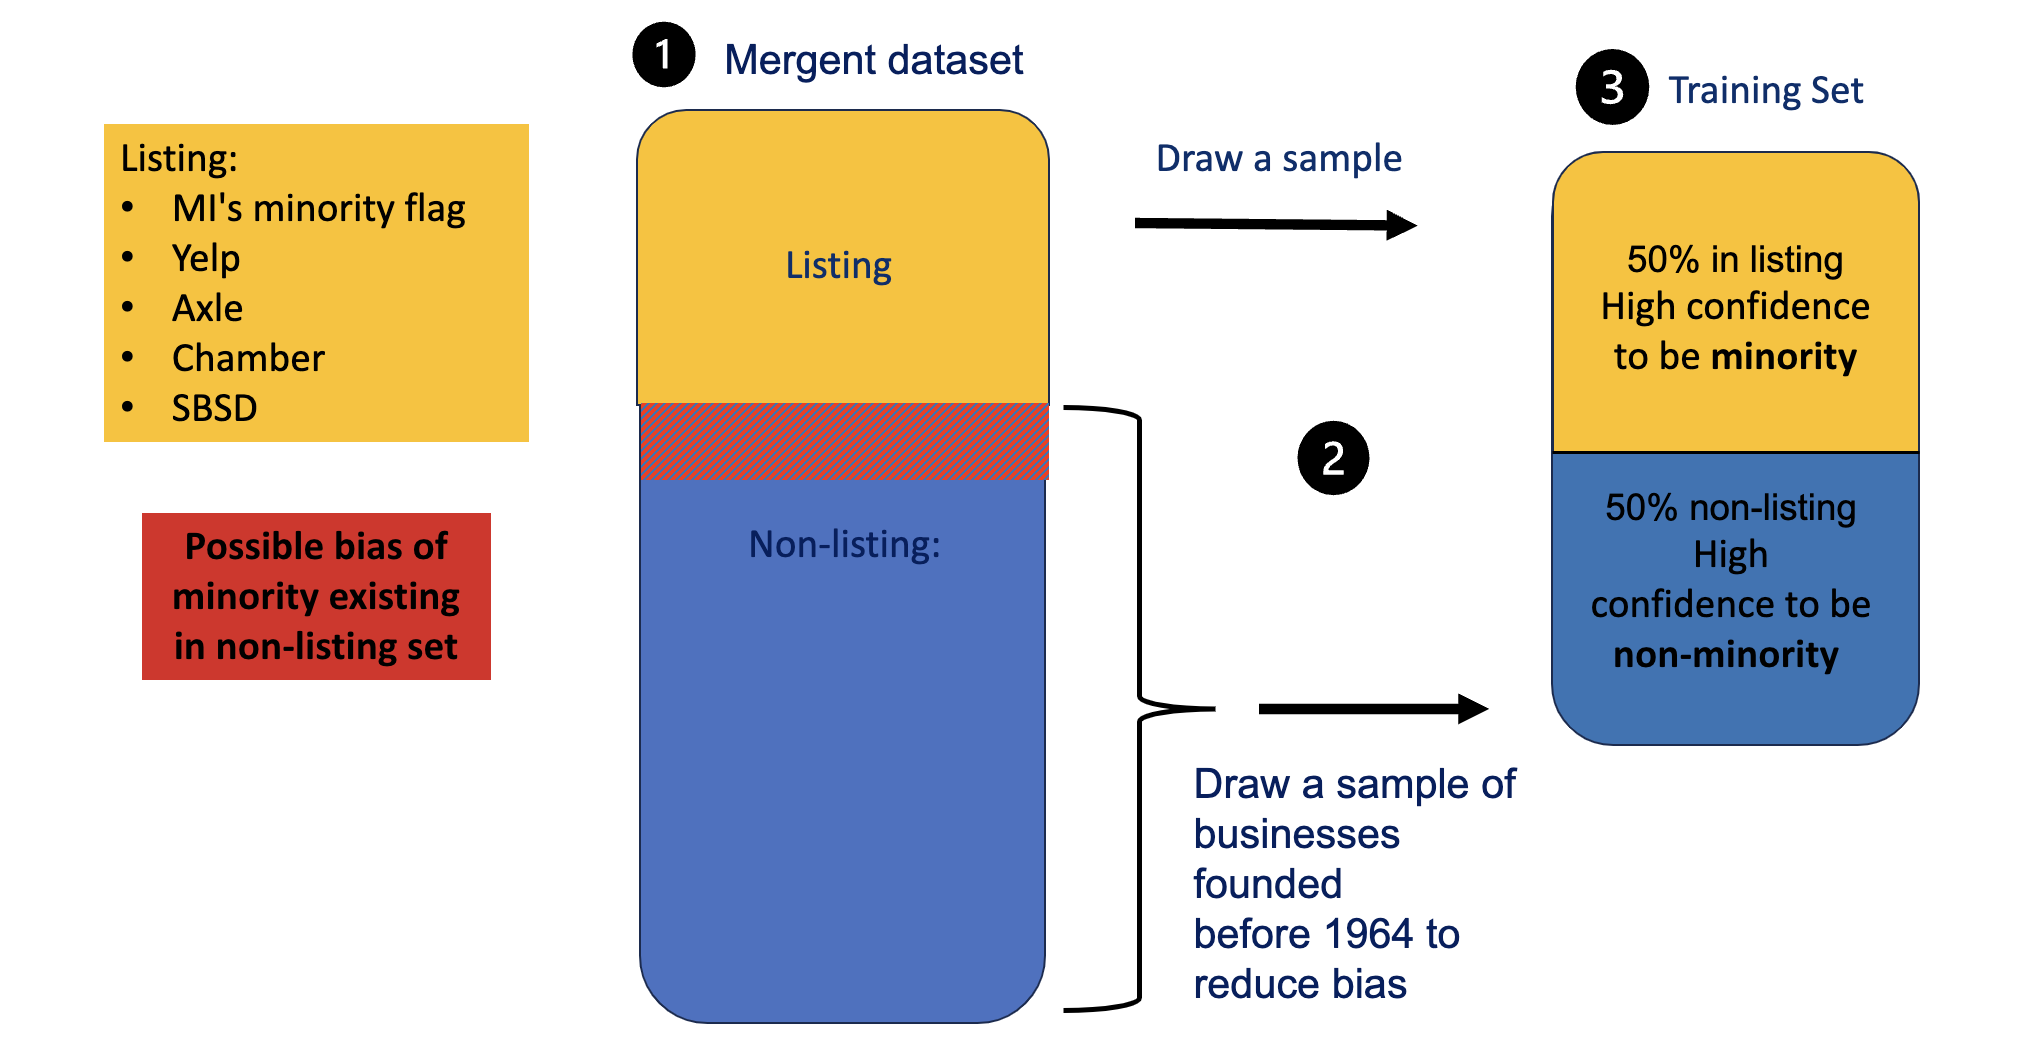 1 Mergent dataset
3 Training Set
Listing:
• MI's minority flag
• Yelp
• Axle
• Chamber
• SBSD
Possible bias of
minority existing
in non-listing set
Listing
Non-listing:
Draw a sample
2
Draw a sample of
businesses
founded
before 1964 to
reduce bias
50% in listing
High confidence
to be minority
50% non-listing
High
confidence to be
non-minority